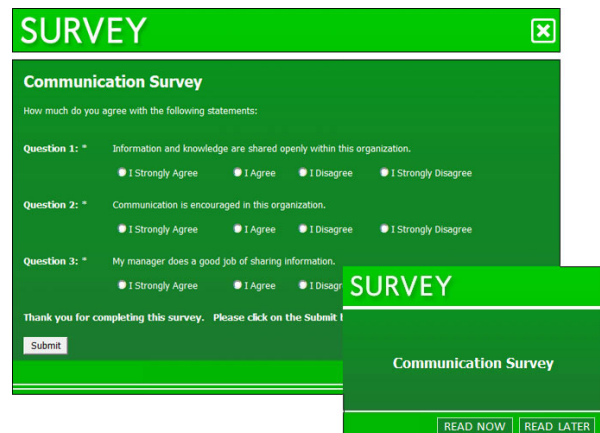 SURVEY
Communication Survey
How much do you agree with the following statements:
Question 1: * Information and knowledge are shared openly within this organization.
I Strongly Agree I Agree I Disagree I Strongly Disagree
Question 2: * Communication is encouraged in this organization.
I Strongly Agree I Agree I Disagree I Strongly Disagree
Question 3: * My manager does a good job of sharing information.
I Strongly Agree I Agree I Disagr
Thank you for completing this survey. Please click on the Submit
Submit
SURVEY
Communication Survey
READ NOW READ LATER